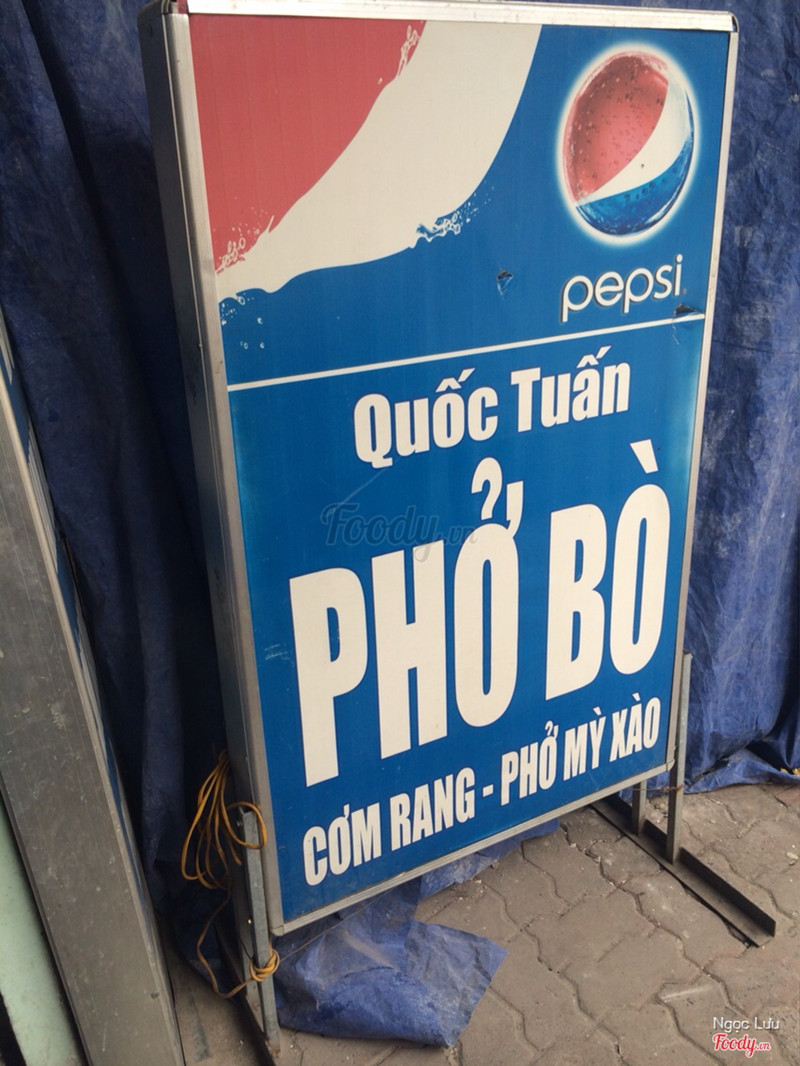 pepsi
Quốc Tuấn
Foody.vn
PHỞ BÒ
CƠM RANG - PHỞ MỲ XÀO
Ngọc Lưu
Foody.vn